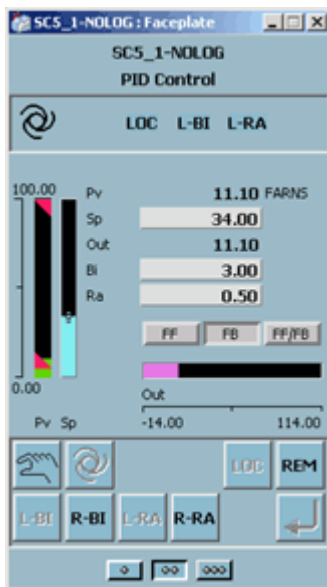 SC5_1-NOLOG : Faceplate
SC5_1-NOLOG
PID Control
LOC L-BI L-RA
100.00
Pv 11.10 FARNS
Sp 34.00
Out 11.10
Bi 3.00
Ra 0.50
FF FB FF/FB
0.00
Out
Pv Sp -14.00 114.00
LOC REM
L-BI R-BI L-RA R-RA